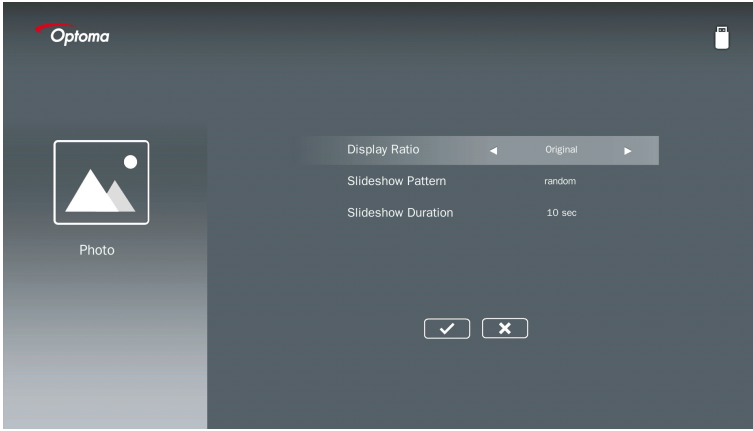 Optoma
Photo
Display Ratio ◀ Original ▶
Slideshow Pattern random
Slideshow Duration 10 sec